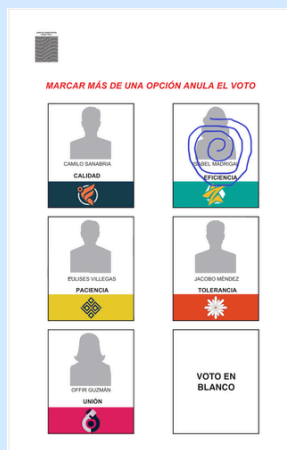 MARCAR MÁS DE UNA OPCIÓN ANULA EL VOTO
CAMILO SANABRIA
CALIDAD
MADRIGAL
EFICIENCIA
EULISES VILLEGAS
PACIENCIA
JACOBO MÉNDEZ
TOLERANCIA
OFFIR GUZMÁN
UNIÓN
VOTO EN
BLANCO